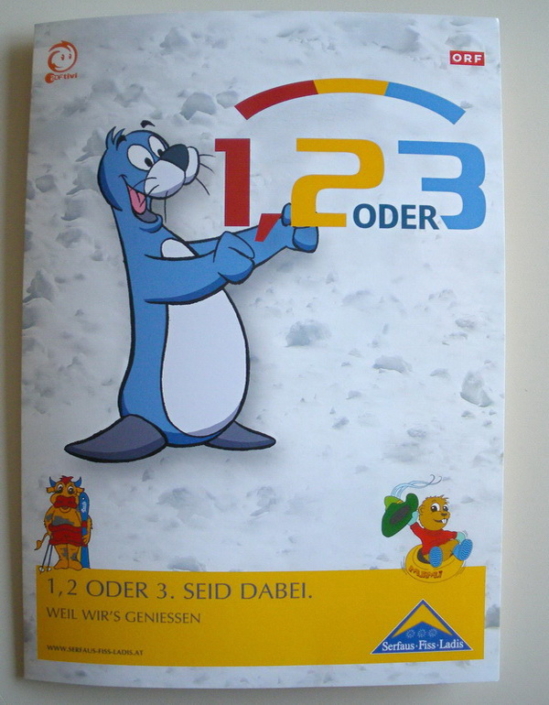 ORF
1, 2 ODER 3
1, 2 ODER 3. SEID DABEI.
WEIL WIR'S GENIESSEN
WWW.SERFAUS-FISS-LADIS.AT
Serfaus·Fiss·Ladis